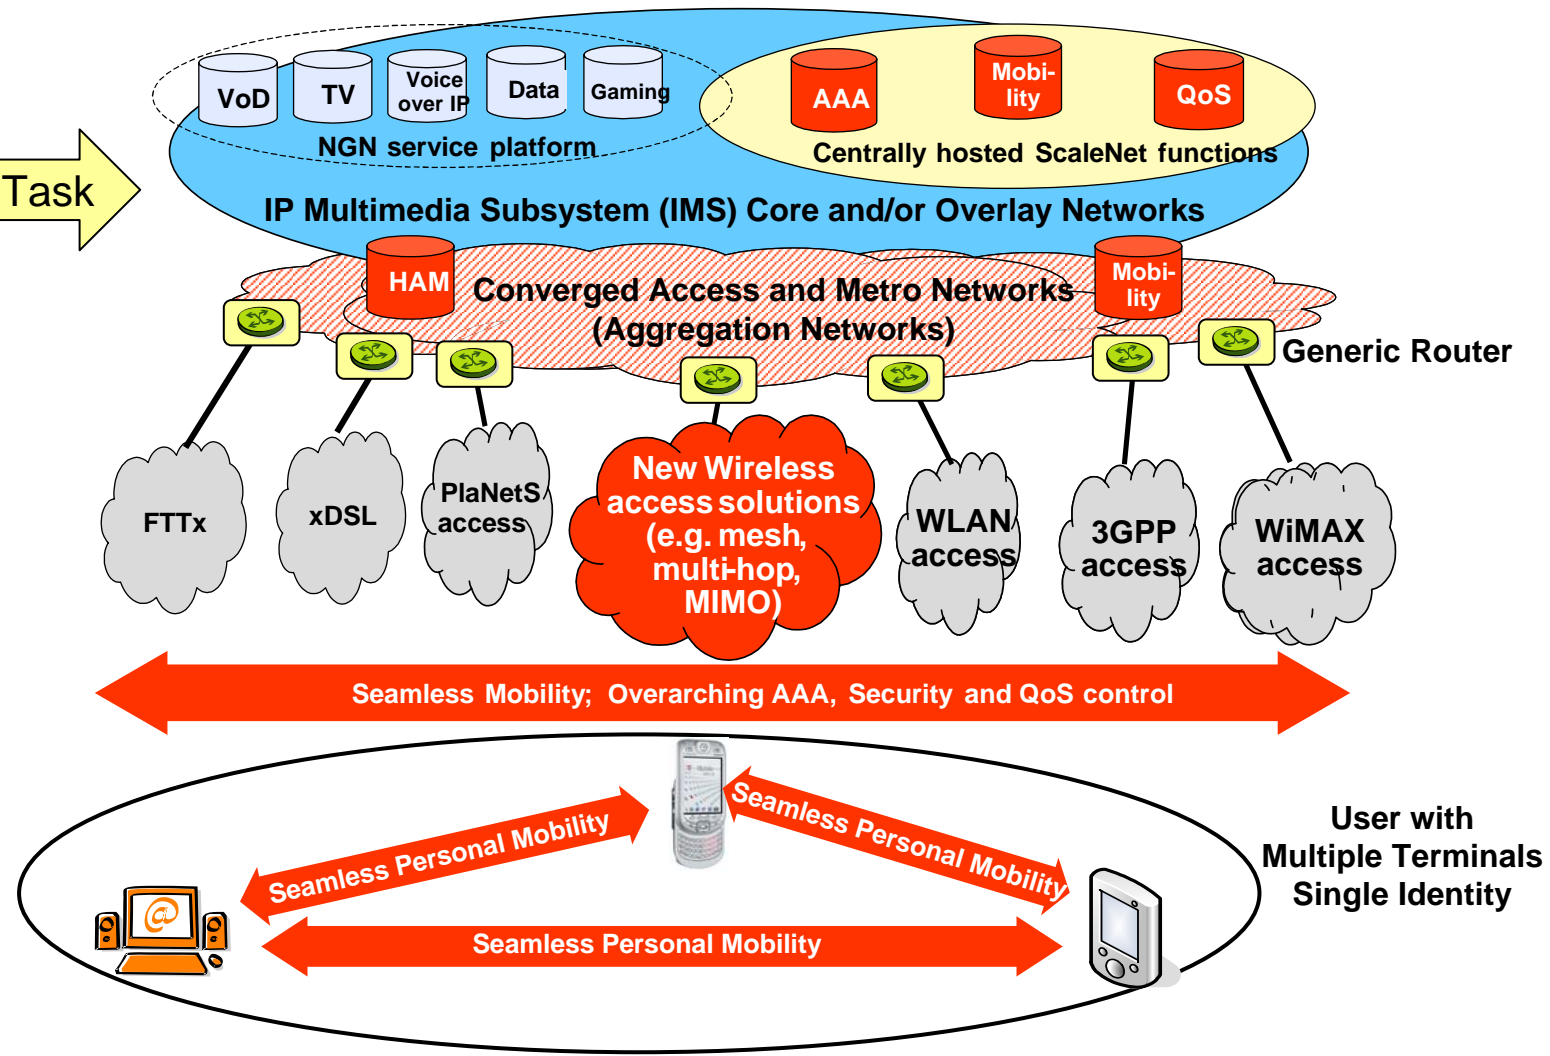 VoD
TV
Voice
over IP
Data
Gaming
NGN service platform
AAA
Mobi-
lity
QoS
Centrally hosted ScaleNet functions
Task
IP Multimedia Subsystem (IMS) Core and/or Overlay Networks
HAM
Mobi-
lity
Converged Access and Metro Networks
(Aggregation Networks)
Generic Router
FTTx
xDSL
PlaNetS
access
New Wireless
access solutions
(e.g. mesh,
multi-hop,
MIMO)
WLAN
access
3GPP
access
WiMAX
access
Seamless Mobility; Overarching AAA, Security and QoS control
Seamless Personal Mobility
Seamless Personal Mobility
Seamless Personal Mobility
@
User with
Multiple Terminals
Single Identity